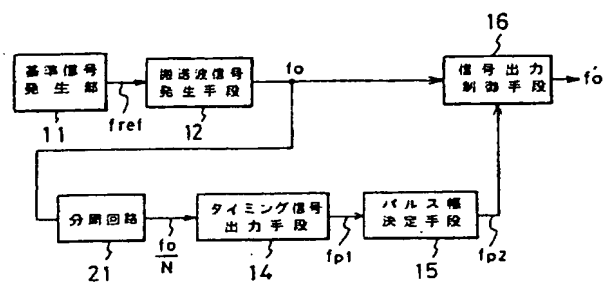 16
基準信号
発生部
搬送波信号
発生手段
fo
信号出力
制御手段
fo'
11
fref
12
分周回路
fo
N
タイミング信号
出力手段
fp1
パルス幅
決定手段
fp2
21
14
15